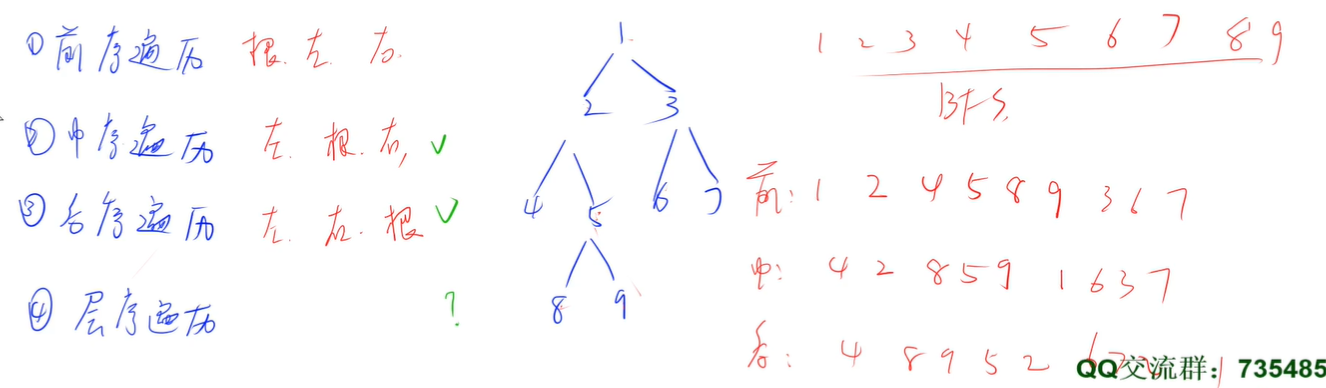 ① 前序遍历 根. 左. 右.
② 中序遍历 左. 根. 右, ✓
③ 后序遍历 左. 右. 根 ✓
④ 层序遍历 ?
1
2 3
4 5 6 7
8 9
1 2 3 4 5 6 7 8 9
BFS.
前: 1 2 4 5 8 9 3 6 7
中: 4 2 8 5 9 1 6 3 7
后: 4 8 9 5 2 6 7 1
QQ交流群: 735485